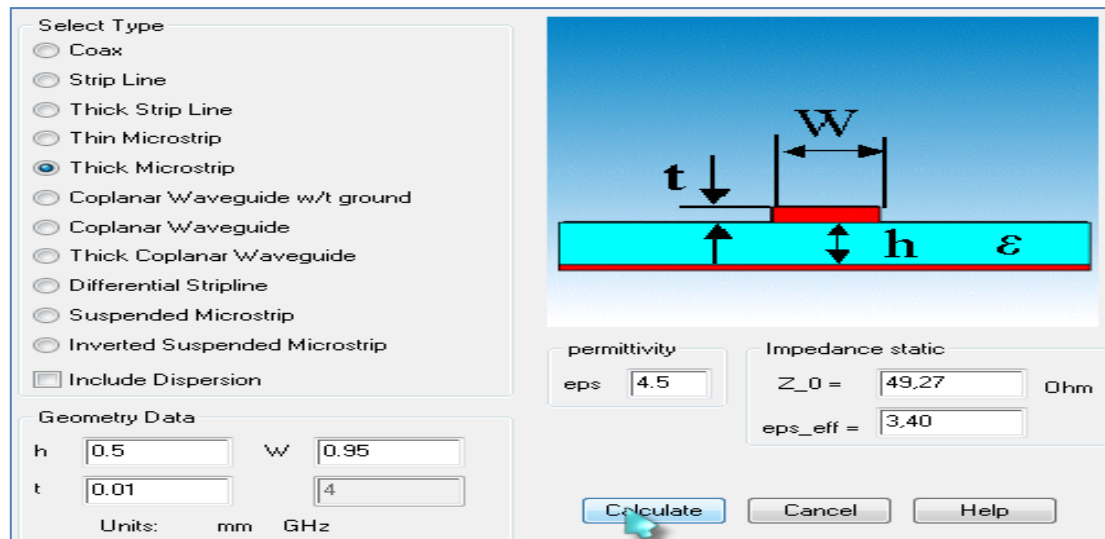 Select Type
Coax
Strip Line
Thick Strip Line
Thin Microstrip
Thick Microstrip
Coplanar Waveguide w/t ground
Coplanar Waveguide
Thick Coplanar Waveguide
Differential Stripline
Suspended Microstrip
Inverted Suspended Microstrip
Include Dispersion
Geometry Data
h 0.5 W 0.95
t 0.01 4
Units: mm GHz
W
t
h ε
permittivity
eps 4.5
Impedance static
Z_0 = 49,27 Ohm
eps_eff = 3,40
Calculate Cancel Help